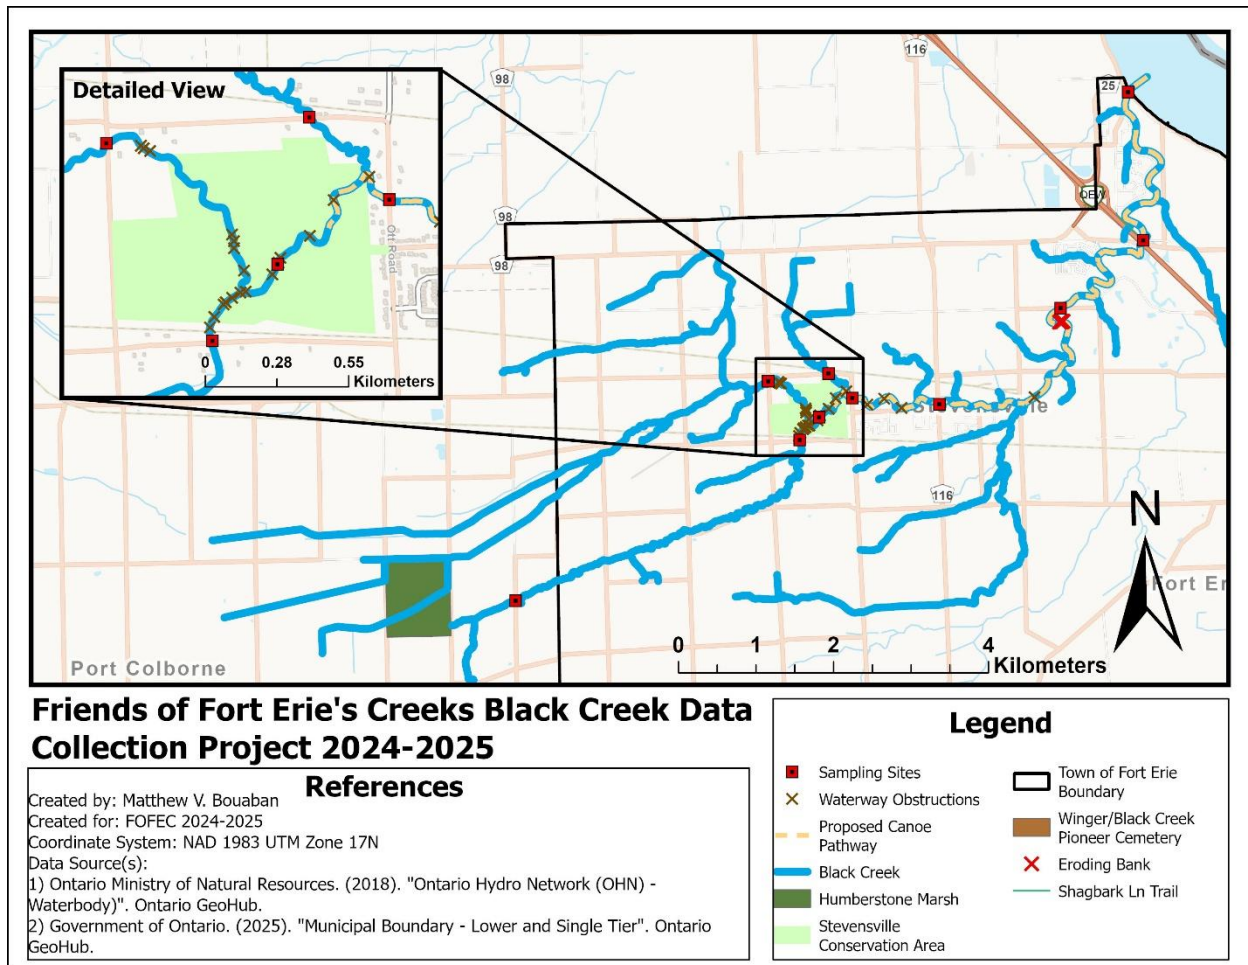 Detailed View
Ott Road
0 0.28 0.55
Kilometers
98
98
98
116
25
QEW
116
Port Colborne
N
0 1 2 4
Kilometers
Friends of Fort Erie's Creeks Black Creek Data
Collection Project 2024-2025
References
Created by: Matthew V. Bouaban
Created for: FOFEC 2024-2025
Coordinate System: NAD 1983 UTM Zone 17N
Data Source(s):
1) Ontario Ministry of Natural Resources. (2018). "Ontario Hydro Network (OHN) -
Waterbody)". Ontario GeoHub.
2) Government of Ontario. (2025). "Municipal Boundary - Lower and Single Tier". Ontario
GeoHub.
Legend
Sampling Sites
Waterway Obstructions
Proposed Canoe
Pathway
Black Creek
Humberstone Marsh
Stevensville
Conservation Area
Town of Fort Erie
Boundary
Winger/Black Creek
Pioneer Cemetery
Eroding Bank
Shagbark Ln Trail